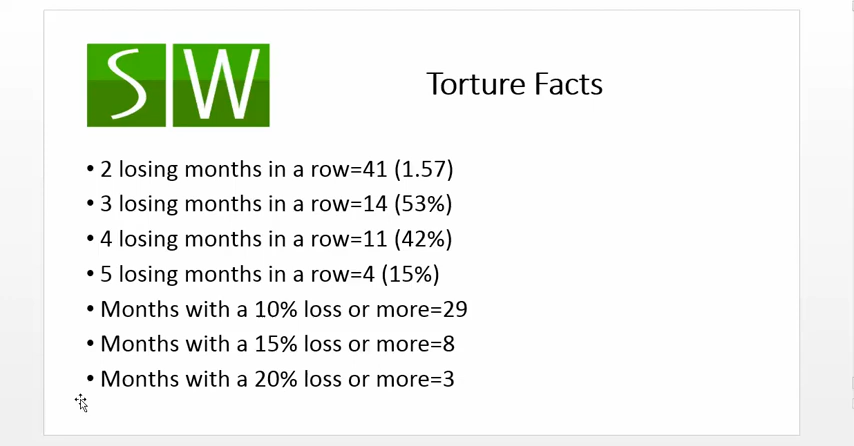 SW
Torture Facts
• 2 losing months in a row=41 (1.57)
• 3 losing months in a row=14 (53%)
• 4 losing months in a row=11 (42%)
• 5 losing months in a row=4 (15%)
• Months with a 10% loss or more=29
• Months with a 15% loss or more=8
• Months with a 20% loss or more=3